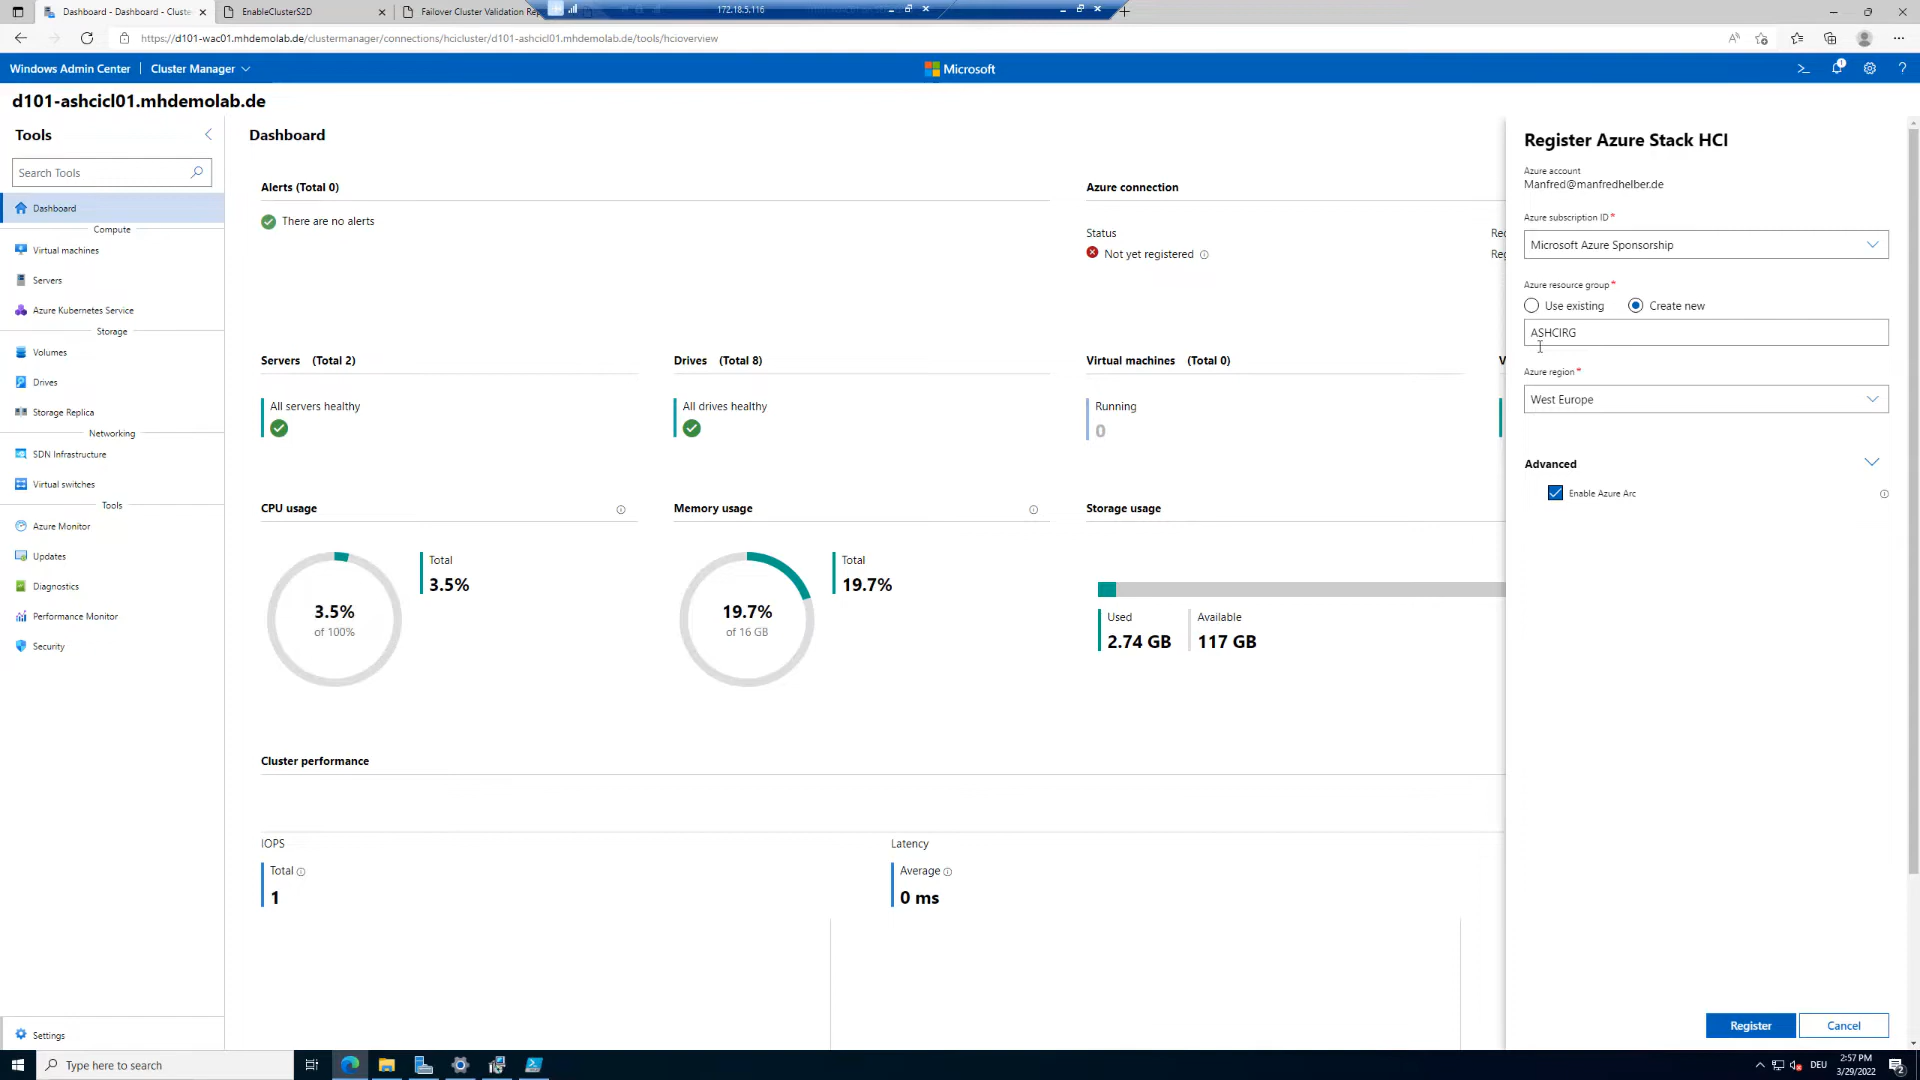 Dashboard - Dashboard - Cluste
EnableClusterS2D
Failover Cluster Validation Rep
172.18.5.116
https://d101-wac01.mhdemolab.de/clustermanager/connections/hcicluster/d101-ashcicl01.mhdemolab.de/tools/hcioverview
Windows Admin Center
Cluster Manager
Microsoft
d101-ashcicl01.mhdemolab.de
Tools
Search Tools
Dashboard
Compute
Virtual machines
Servers
Azure Kubernetes Service
Storage
Volumes
Drives
Storage Replica
Networking
SDN Infrastructure
Virtual switches
Tools
Azure Monitor
Updates
Diagnostics
Performance Monitor
Security
Settings
Dashboard
Alerts (Total 0)
There are no alerts
Azure connection
Status
Not yet registered
Rec
Reg
Servers (Total 2)
All servers healthy
Drives (Total 8)
All drives healthy
Virtual machines (Total 0)
Running
0
V
CPU usage
3.5%
of 100%
Total
3.5%
Memory usage
19.7%
of 16 GB
Total
19.7%
Storage usage
Used
2.74 GB
Available
117 GB
Cluster performance
IOPS
Total
1
Latency
Average
0 ms
Register Azure Stack HCI
Azure account
Manfred@manfredhelber.de
Azure subscription ID*
Microsoft Azure Sponsorship
Azure resource group*
Use existing
Create new
ASHCIRG
Azure region*
West Europe
Advanced
Enable Azure Arc
Register
Cancel
Type here to search
DEU
2:57 PM
3/29/2022
2